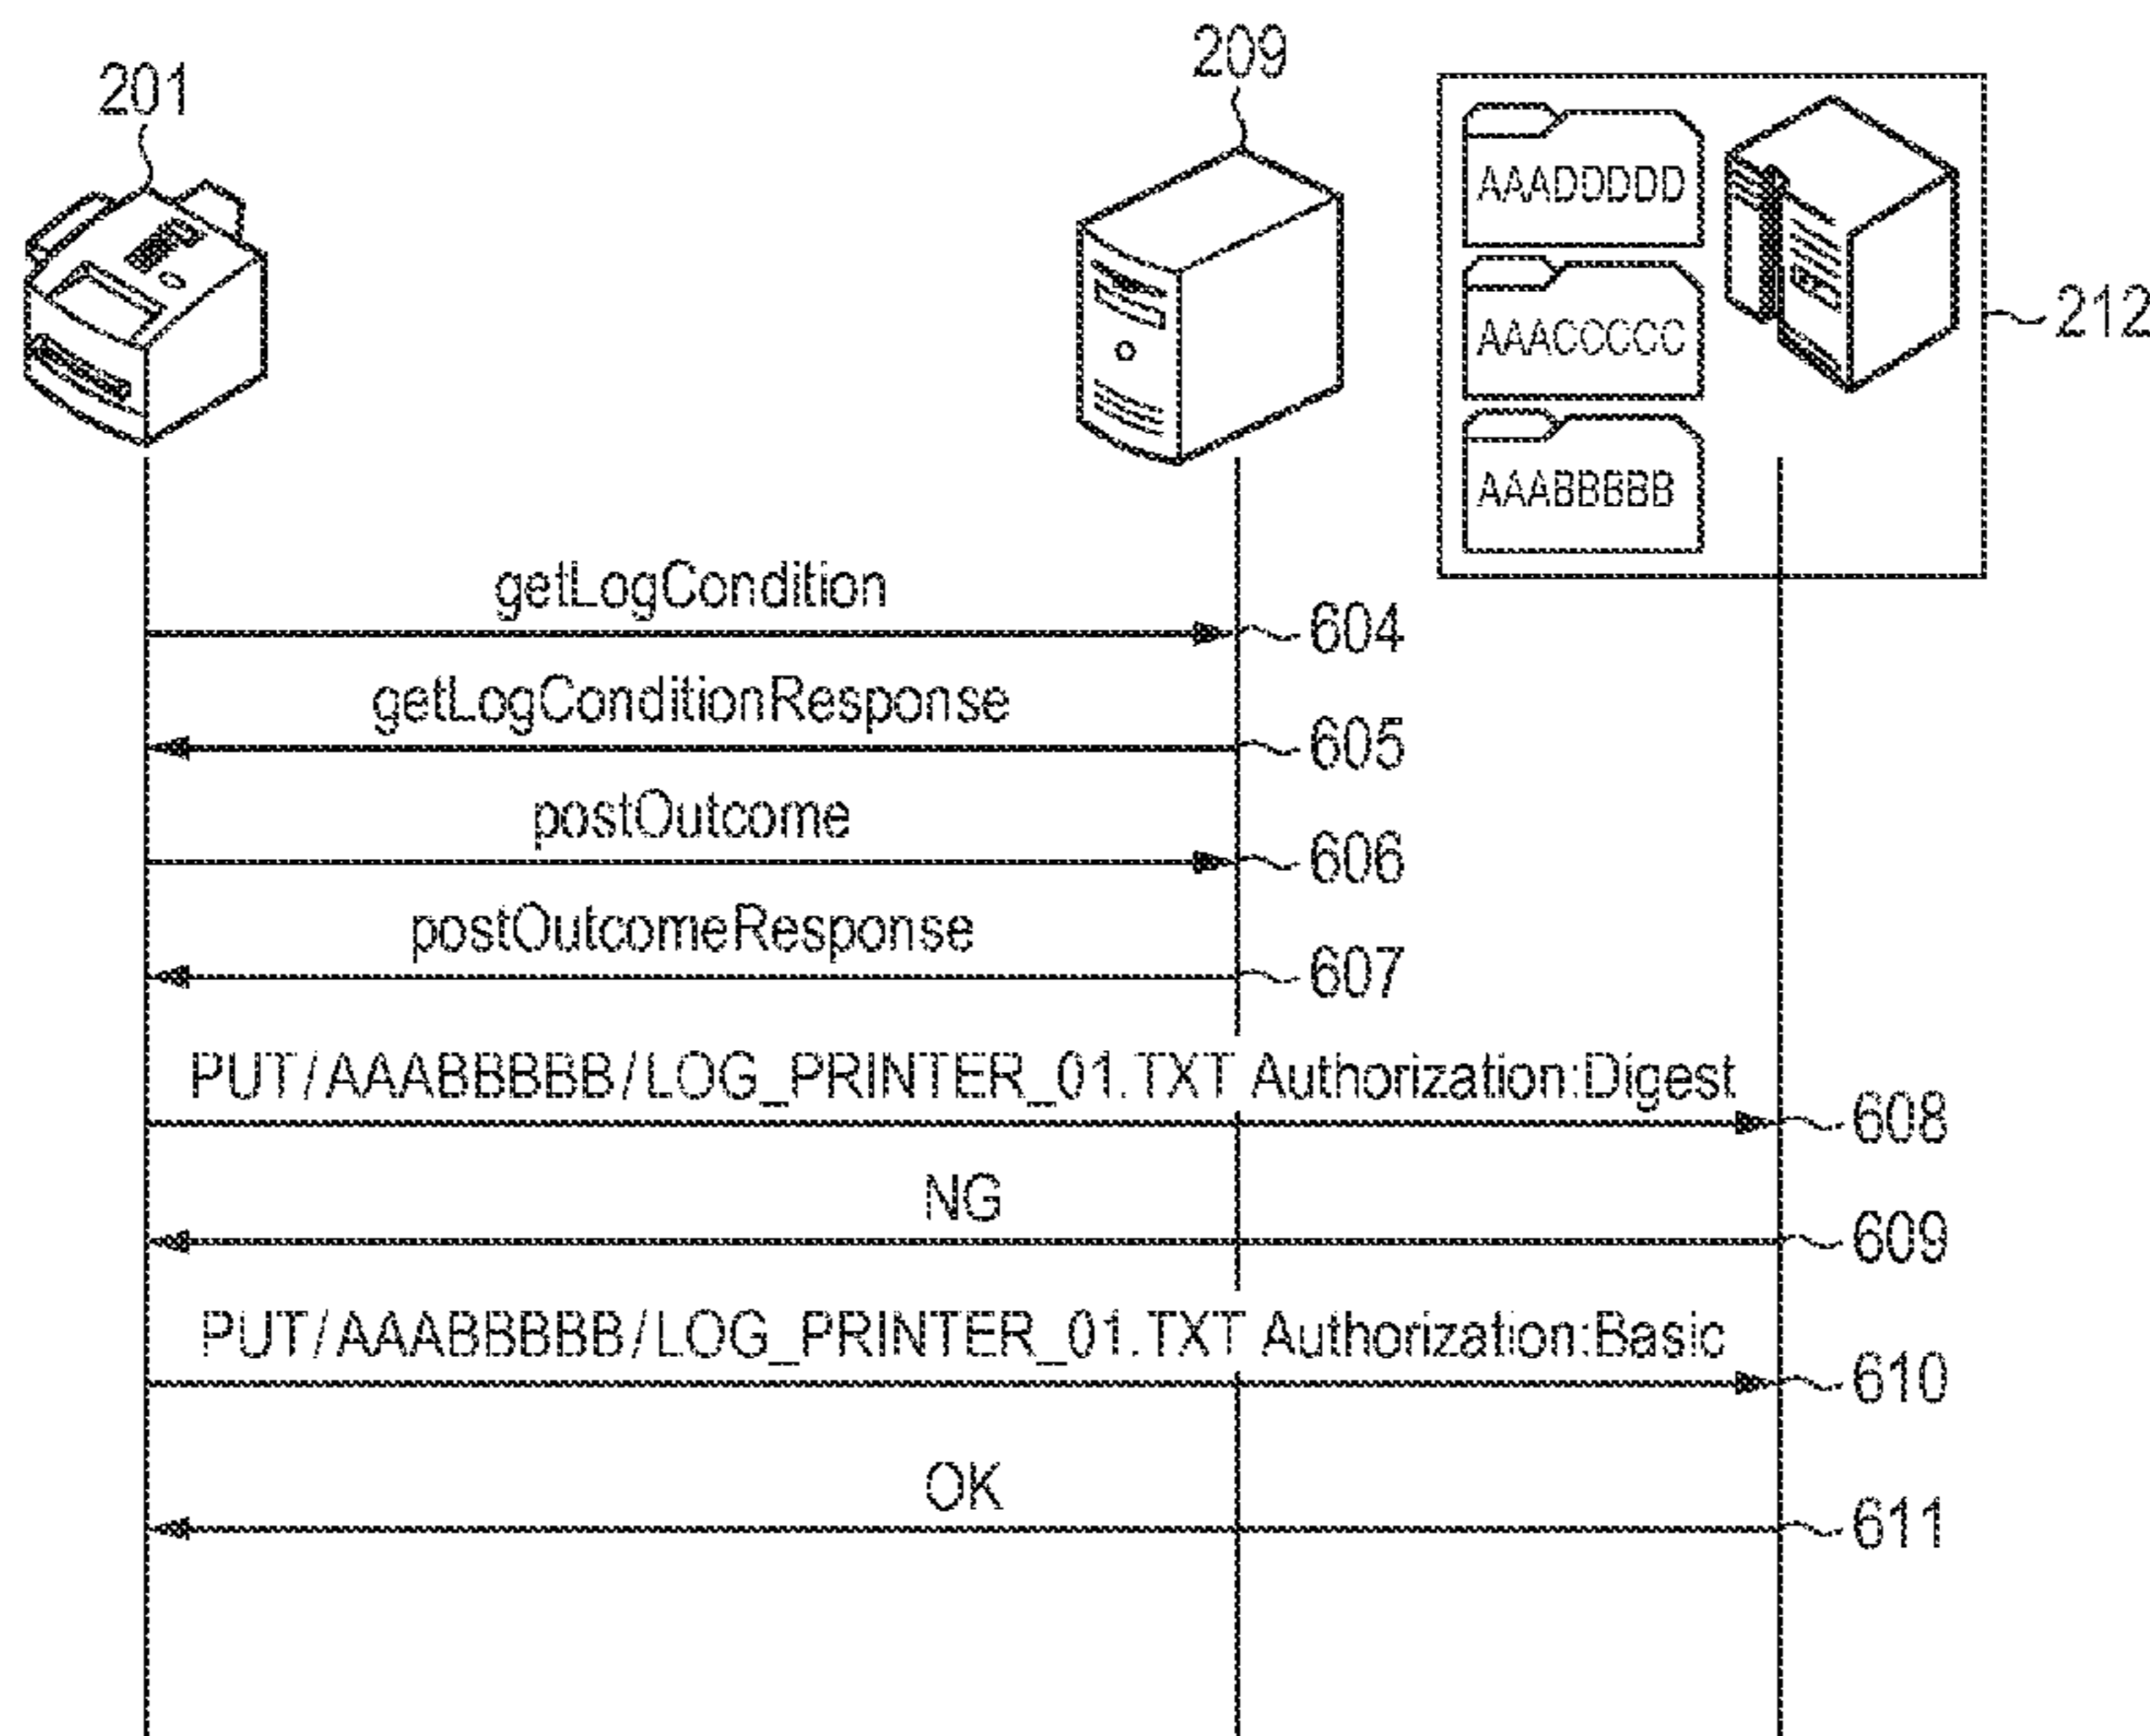 201
209
AAADDDDD
AAACCCCC
212
AAABBBBB
getLogCondition
604
getLogConditionResponse
605
postOutcome
606
postOutcomeResponse
607
PUT/AAABBBBB/LOG_PRINTER_01.TXT Authorization:Digest
608
NG
609
PUT/AAABBBBB/LOG_PRINTER_01.TXT Authorization:Basic
610
OK
611